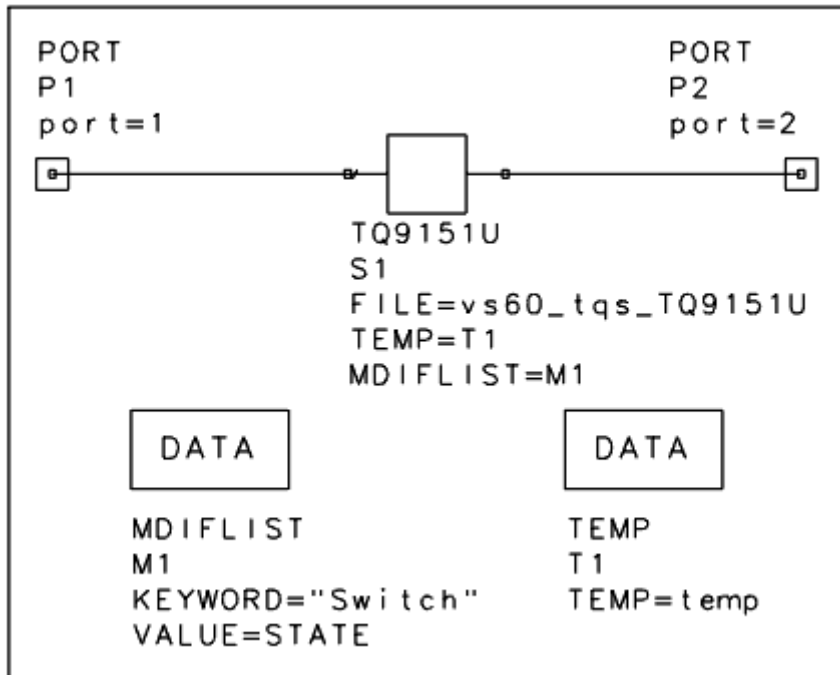 PORT
P1
port=1
PORT
P2
port=2
TQ9151U
S1
FILE=vs60_tqs_TQ9151U
TEMP=T1
MDIFLIST=M1
DATA
MDIFLIST
M1
KEYWORD="Switch"
VALUE=STATE
DATA
TEMP
T1
TEMP=temp